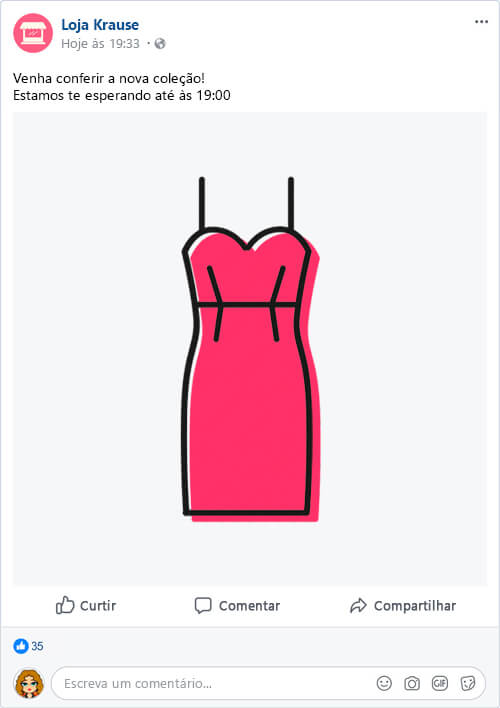 Loja Krause
Hoje às 19:33
Venha conferir a nova coleção!
Estamos te esperando até às 19:00
Curtir
Comentar
Compartilhar
35
Escreva um comentário...
GIF